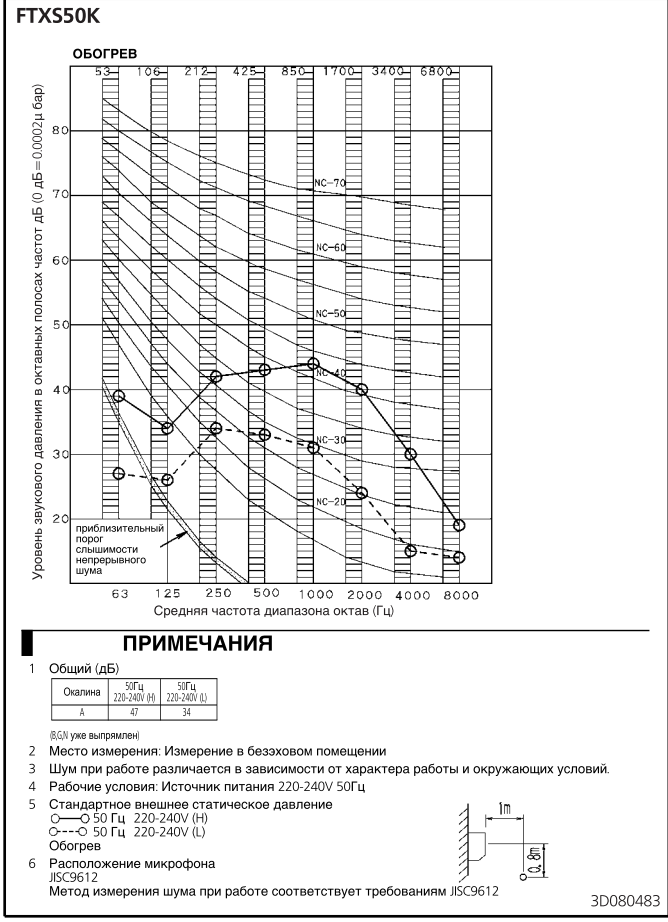 FTXS50K
ОБОГРЕВ
53 106 212 425 850 1700 3400 6800
Уровень звукового давления в октавных полосах частот дБ (0 дБ=0.0002µ бар)
80
70
60
50
40
30
20
NC-70
NC-60
NC-50
NC-40
NC-30
NC-20
приблизительный
порог
слышимости
непрерывного
шума
63 125 250 500 1000 2000 4000 8000
Средняя частота диапазона октав (Гц)
ПРИМЕЧАНИЯ
1 Общий (дБ)
Окалина 50Гц 220-240V (H) 50Гц 220-240V (L)
A 47 34
(B,G,N уже выпрямлен)
2 Место измерения: Измерение в безэховом помещении
3 Шум при работе различается в зависимости от характера работы и окружающих условий.
4 Рабочие условия: Источник питания 220-240V 50Гц
5 Стандартное внешнее статическое давление
50 Гц 220-240V (H)
50 Гц 220-240V (L)
Обогрев
6 Расположение микрофона
JISC9612
Метод измерения шума при работе соответствует требованиям JISC9612
1m
0.8m
3D080483